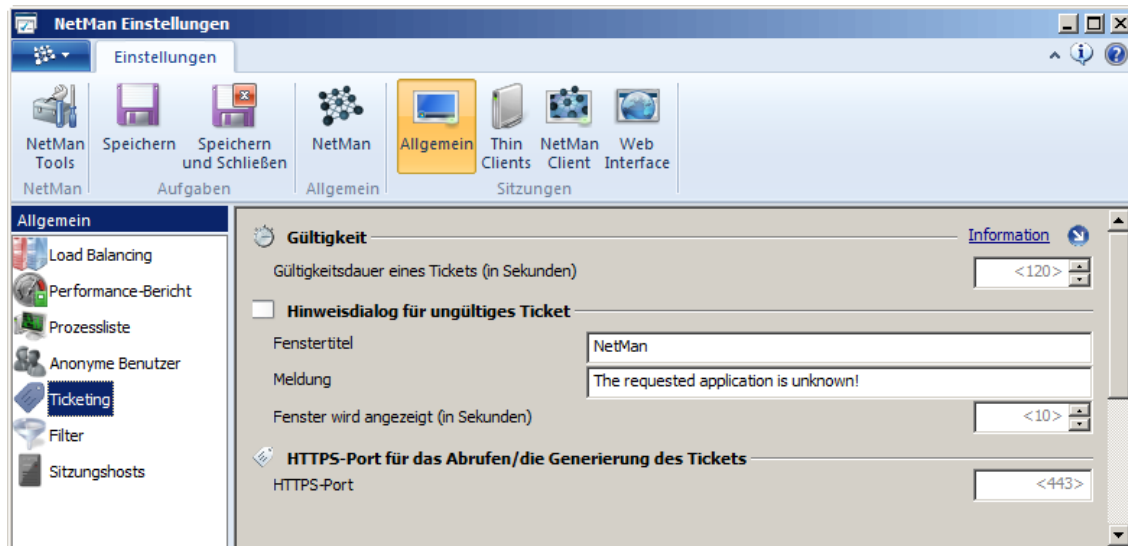 NetMan Einstellungen
Einstellungen
NetMan
Tools
Speichern
Speichern
und Schließen
NetMan
Allgemein
Thin
Clients
NetMan
Client
Web
Interface
NetMan
Aufgaben
Allgemein
Sitzungen
Allgemein
Load Balancing
Performance-Bericht
Prozessliste
Anonyme Benutzer
Ticketing
Filter
Sitzungshosts
Gültigkeit
Information
Gültigkeitsdauer eines Tickets (in Sekunden)
<120>
Hinweisdialog für ungültiges Ticket
Fenstertitel
NetMan
Meldung
The requested application is unknown!
Fenster wird angezeigt (in Sekunden)
<10>
HTTPS-Port für das Abrufen/die Generierung des Tickets
HTTPS-Port
<443>